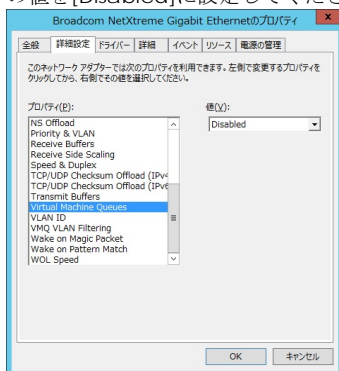 の値を[Disabled]に設定してくださ
Broadcom NetXtreme Gigabit Ethernetのプロパティ
全般 詳細設定 ドライバー 詳細 イベント リソース 電源の管理
このネットワーク アダプターでは次のプロパティを利用できます。左側で変更するプロパティを
クリックしてから、右側でその値を選択してください。
プロパティ(P): 値(V):
NS Offload Disabled
Priority & VLAN
Receive Buffers
Receive Side Scaling
Speed & Duplex
TCP/UDP Checksum Offload (IPv4
TCP/UDP Checksum Offload (IPv6
Transmit Buffers
Virtual Machine Queues
VLAN ID
VMQ VLAN Filtering
Wake on Magic Packet
Wake on Pattern Match
WOL Speed
OK キャンセル